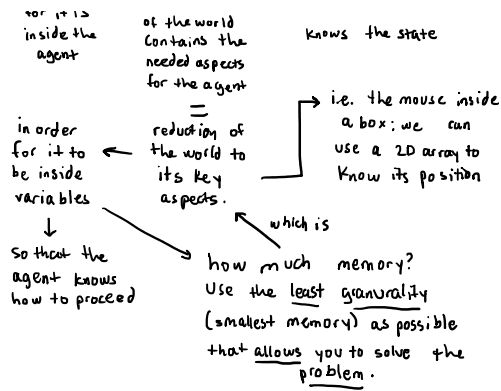 for it is
inside the
agent
of the world
contains the
needed aspects
for the agent
=
reduction of
the world to
its key
aspects.
knows the state
i.e. the mouse inside
a box; we can
use a 2D array to
know its position
in order
for it to
be inside
variables
so that the
agent knows
how to proceed
which is
how much memory?
Use the least granurality
(smallest memory) as possible
that allows you to solve the
problem.